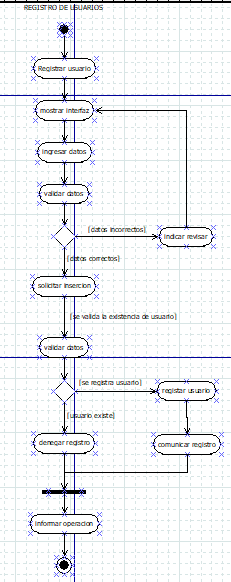 REGISTRO DE USUARIOS
Registrar usuario
mostrar interfaz
ingresar datos
validar datos
[datos incorrectos]
indicar revisar
[datos correctos]
solicitar insercion
[se valida la existencia de usuario]
validar datos
[se registra usuario]
registar usuario
[usuario existe]
denegar registro
comunicar registro
informar operacion